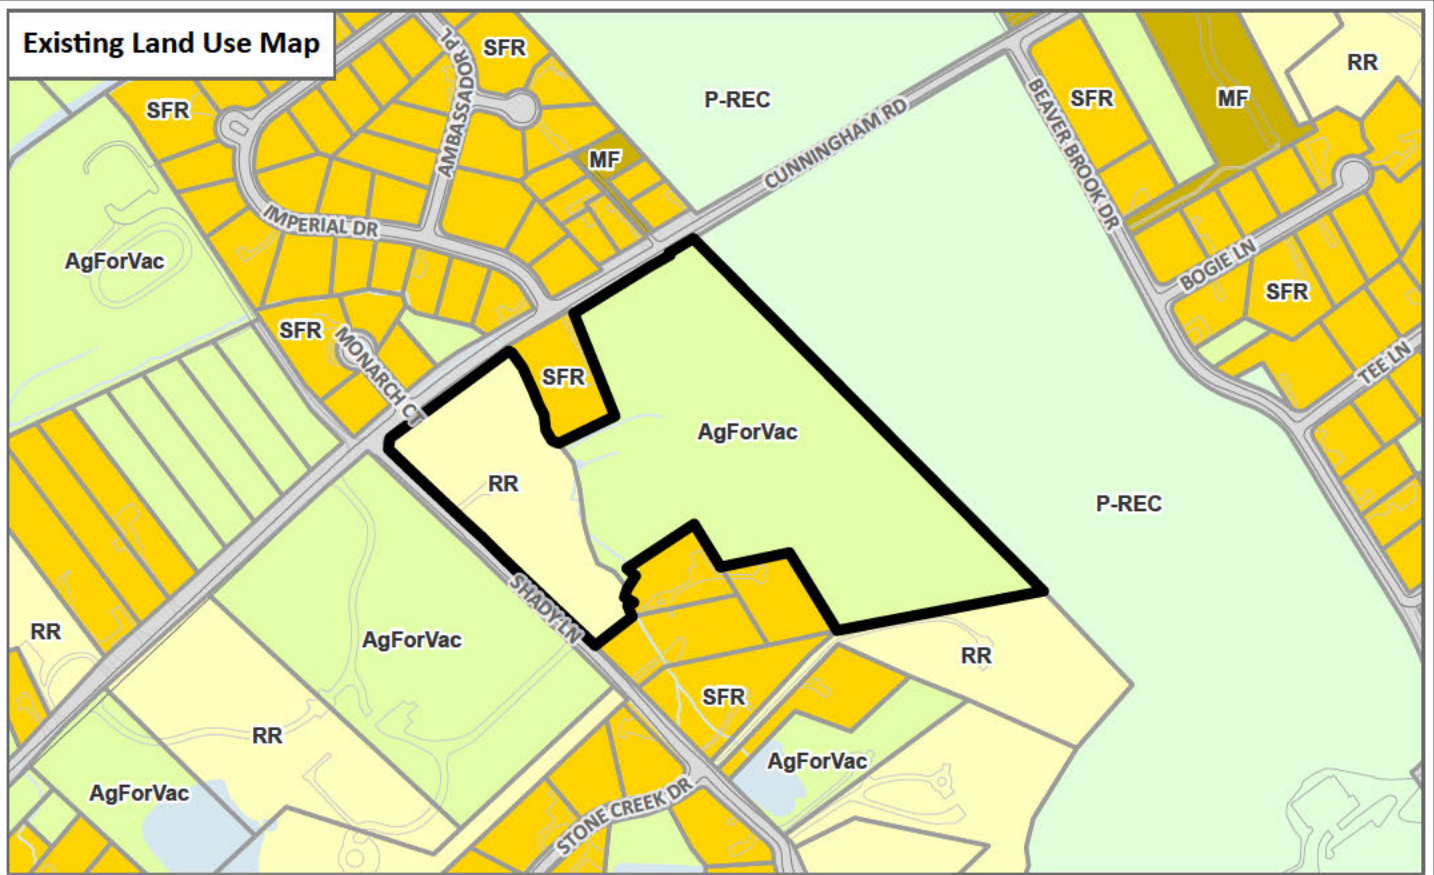 Existing Land Use Map
SFR
AMBASSADOR PL
SFR
P-REC
CUNNINGHAM RD
BEAVER BROOK DR
SFR
MF
RR
MF
IMPERIAL DR
AgForVac
BOGIE LN
SFR
SFR
MONARCH CT
TEE LN
SFR
AgForVac
RR
P-REC
SHADY LN
RR
AgForVac
RR
SFR
RR
AgForVac
AgForVac
STONE CREEK DR